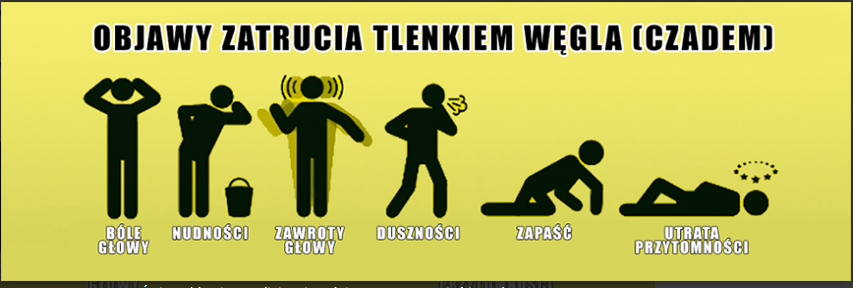 OBJAWY ZATRUCIA TLENKIEM WĘGLA (CZADEM)
BÓLE
GŁOWY
NUDNOŚCI
ZAWROTY
GŁOWY
DUSZNOŚCI
ZAPAŚĆ
UTRATA
PRZYTOMNOŚCI